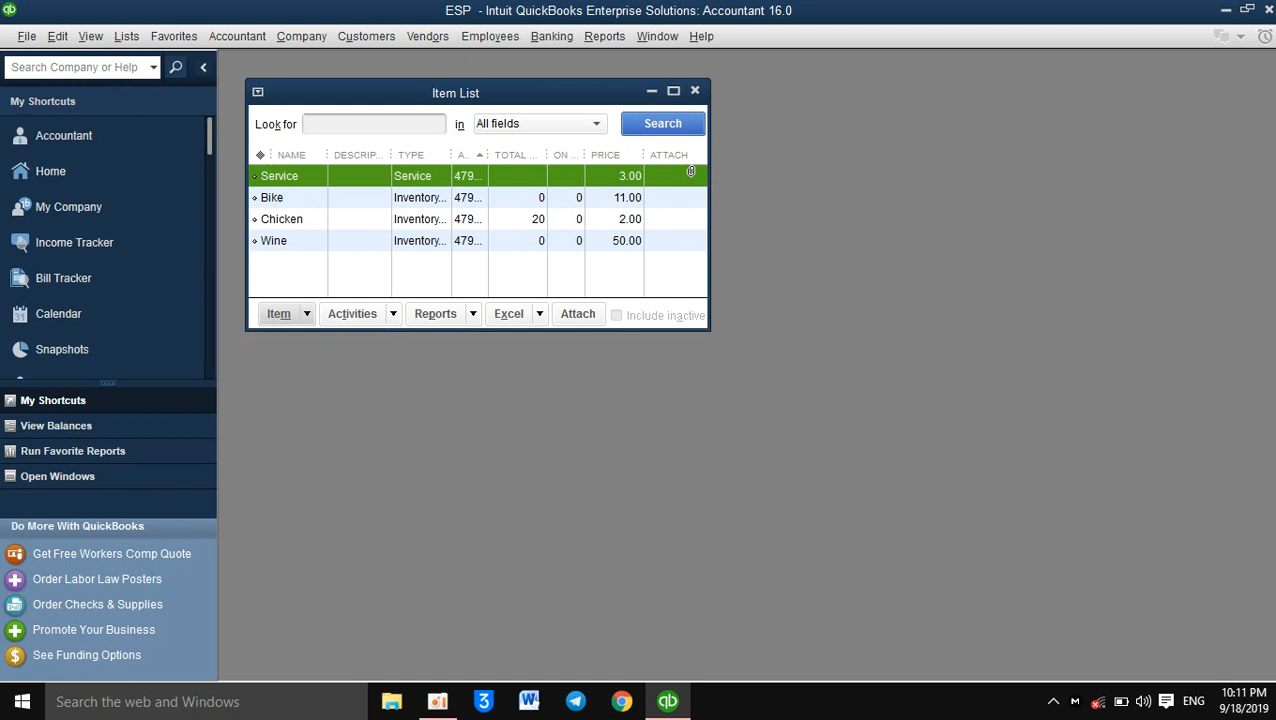 ESP - Intuit QuickBooks Enterprise Solutions: Accountant 16.0
File Edit View Lists Favorites Accountant Company Customers Vendors Employees Banking Reports Window Help
Search Company or Help
My Shortcuts
Accountant
Home
My Company
Income Tracker
Bill Tracker
Calendar
Snapshots
My Shortcuts
View Balances
Run Favorite Reports
Open Windows
Do More With QuickBooks
Get Free Workers Comp Quote
Order Labor Law Posters
Order Checks & Supplies
Promote Your Business
See Funding Options
Item List
Look for in All fields Search
NAME DESCRIP... TYPE A.. TOTAL ... ON ... PRICE ATTACH
Service Service 479... 3.00
Bike Inventory... 479... 0 0 11.00
Chicken Inventory... 479... 20 0 2.00
Wine Inventory... 479... 0 0 50.00
Item Activities Reports Excel Attach Include inactive
Search the web and Windows
ENG
10:11 PM
9/18/2019